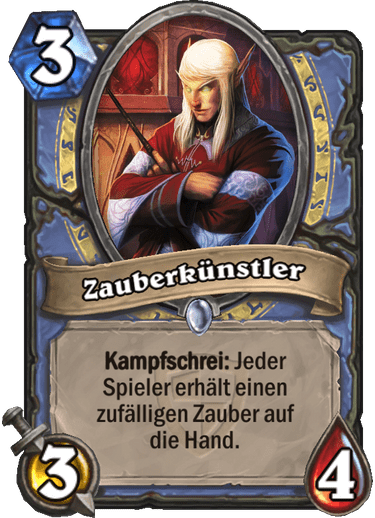 3
Zauberkünstler
Kampfschrei: Jeder
Spieler erhält einen
zufälligen Zauber auf
die Hand.
3
4